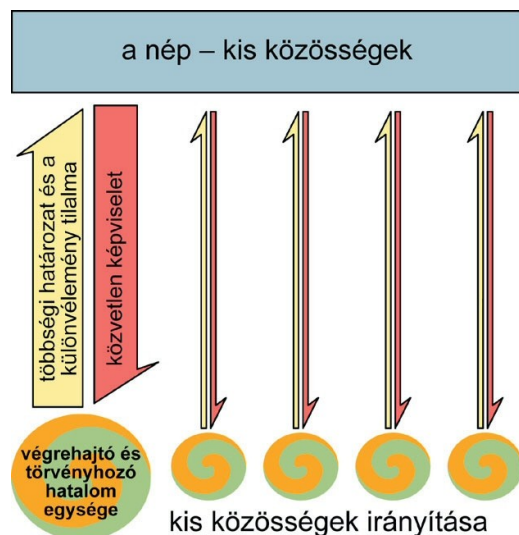 a nép – kis közösségek
többségi határozat és a
különvélemény tilalma
közvetlen képviselet
végrehajtó és
törvényhozó
hatalom
egysége
kis közösségek irányítása